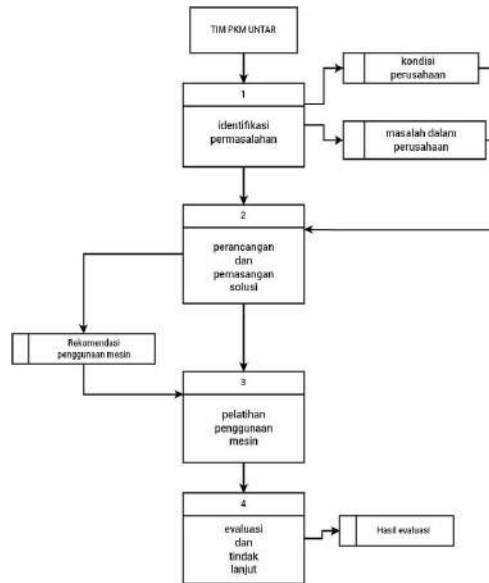 TIM PKM UNTAR
1
identifikasi
permasalahan
kondisi
perusahaan
masalah dalam
perusahaan
2
perancangan
dan
pemasangan
solusi
Rekomendasi
penggunaan mesin
3
pelatihan
penggunaan
mesin
4
evaluasi
dan
tindak
lanjut
Hasil evaluasi